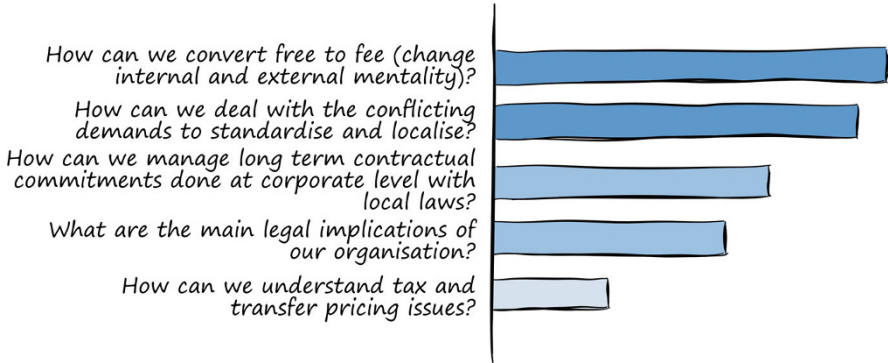 How can we convert free to fee (change
internal and external mentality)?
How can we deal with the conflicting
demands to standardise and localise?
How can we manage long term contractual
commitments done at corporate level with
local laws?
What are the main legal implications of
our organisation?
How can we understand tax and
transfer pricing issues?